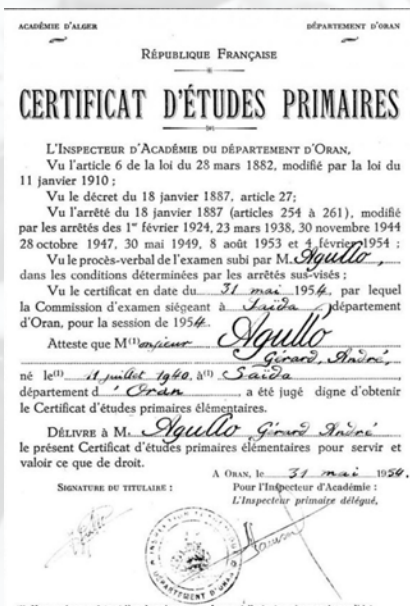 ACADÉMIE D'ALGER DÉPARTEMENT D'ORAN
RÉPUBLIQUE FRANÇAISE
CERTIFICAT D'ÉTUDES PRIMAIRES
L'INSPECTEUR D'ACADÉMIE DU DÉPARTEMENT D'ORAN,
Vu l'article 6 de la loi du 28 mars 1882, modifié par la loi du
11 janvier 1910 ;
Vu le décret du 18 janvier 1887, article 27;
Vu l'arrêté du 18 janvier 1887 (articles 254 à 261), modifié
par les arrêtés des 1er février 1924, 23 mars 1938, 30 novembre 1944
28 octobre 1947, 30 mai 1949, 8 août 1953 et 4 février 1954 ;
Vu le procès-verbal de l'examen subi par M. Agullo,
dans les conditions déterminées par les arrêtés sus-visés ;
Vu le certificat en date du 31 mai 1954, par lequel
la Commission d'examen siégeant à Saïda, département
d'Oran, pour la session de 1954.
Atteste que M(1)onsieur Agullo
Gérard, André,
né le(1) 11 juillet 1940, à(1) Saïda
département d'Oran, a été jugé digne d'obtenir
le Certificat d'études primaires élémentaires.
DÉLIVRE à M. Agullo Gérard André
le présent Certificat d'études primaires élémentaires pour servir et
valoir ce que de droit.
A ORAN, le 31 mai 1954.
SIGNATURE DU TITULAIRE : Pour l'Inspecteur d'Académie :
L'Inspecteur primaire délégué,
DÉPARTEMENT D'ORAN